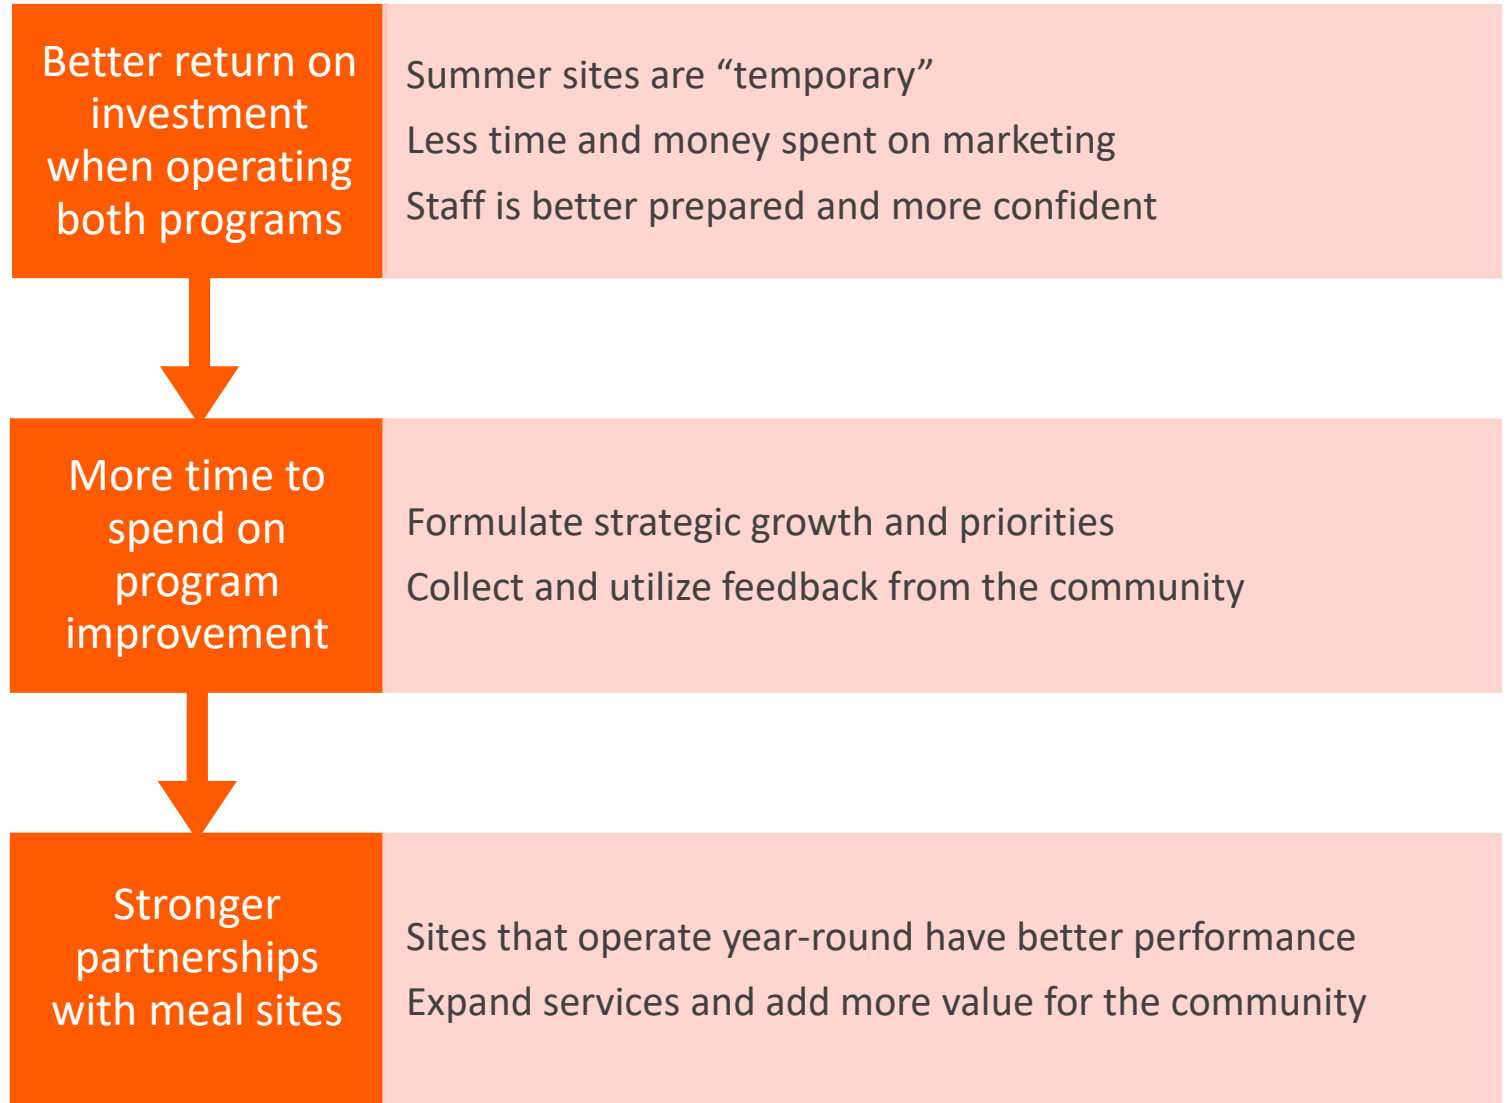 Better return on
investment
when operating
both programs
Summer sites are “temporary”
Less time and money spent on marketing
Staff is better prepared and more confident
More time to
spend on
program
improvement
Formulate strategic growth and priorities
Collect and utilize feedback from the community
Stronger
partnerships
with meal sites
Sites that operate year-round have better performance
Expand services and add more value for the community